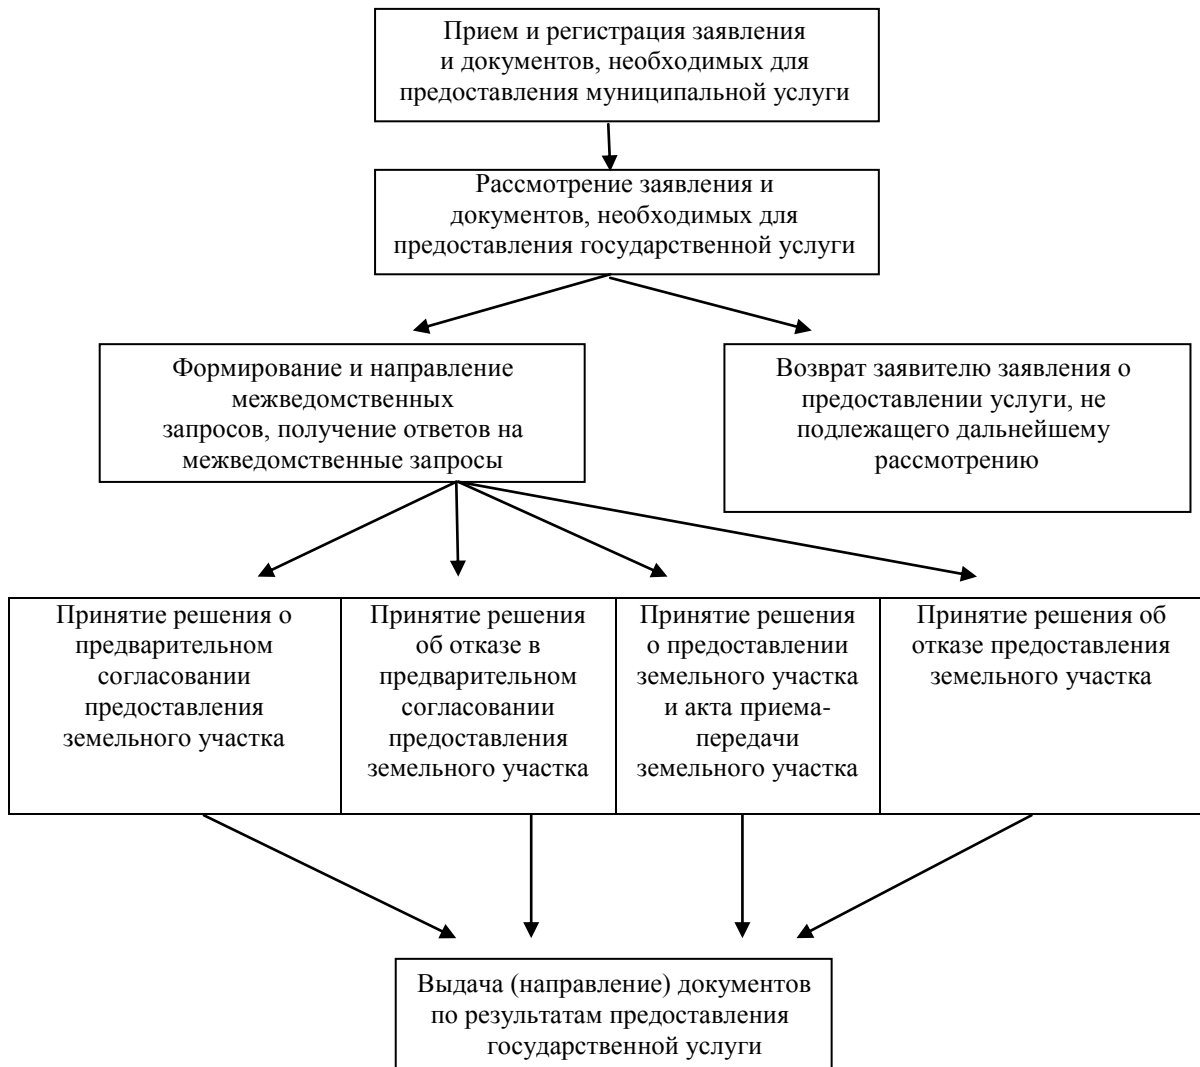 Прием и регистрация заявления
и документов, необходимых для
предоставления муниципальной услуги
Рассмотрение заявления и
документов, необходимых для
предоставления государственной услуги
Формирование и направление
межведомственных
запросов, получение ответов на
межведомственные запросы
Возврат заявителю заявления о
предоставлении услуги, не
подлежащего дальнейшему
рассмотрению
Принятие решения о
предварительном
согласовании
предоставления
земельного участка
Принятие решения
об отказе в
предварительном
согласовании
предоставления
земельного участка
Принятие решения
о предоставлении
земельного участка
и акта приема-
передачи
земельного участка
Принятие решения об
отказе предоставления
земельного участка
Выдача (направление) документов
по результатам предоставления
государственной услуги